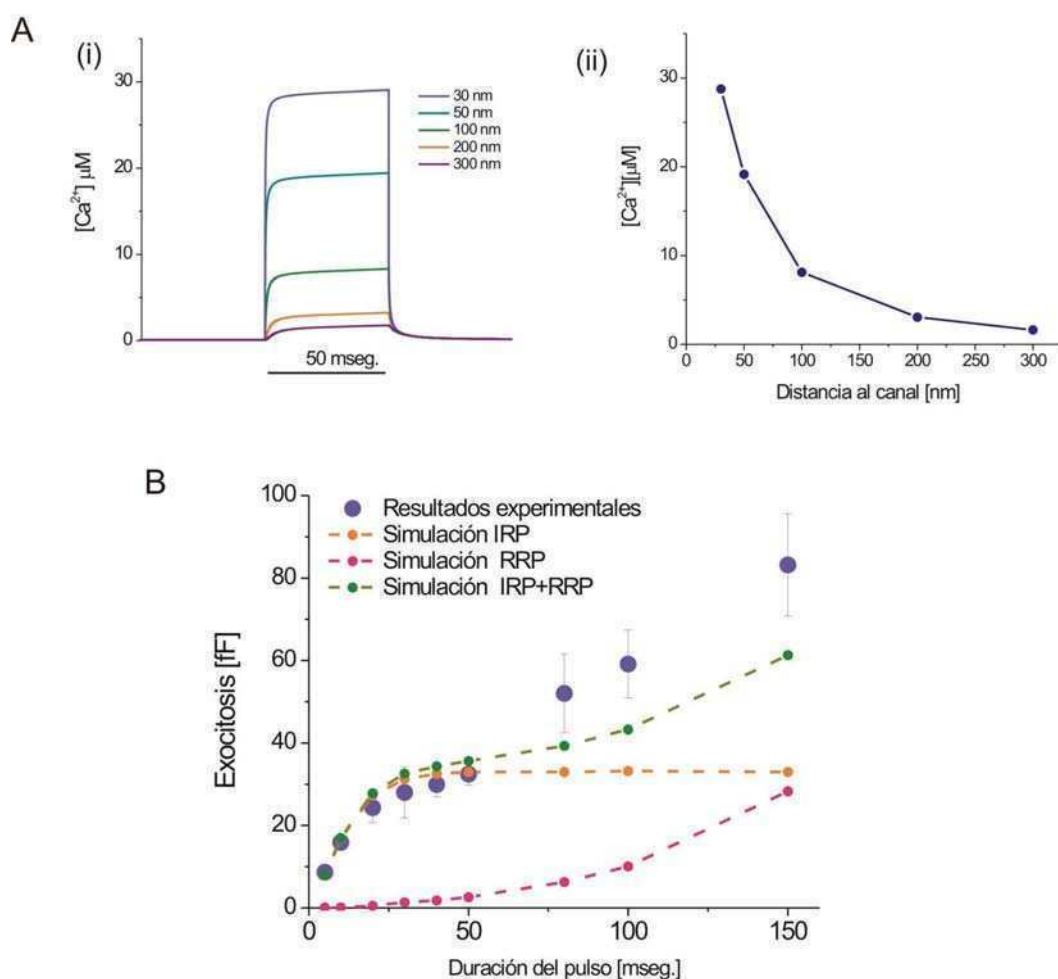 A
(i)
[Ca²⁺] μM
30
20
10
0
30 nm
50 nm
100 nm
200 nm
300 nm
50 mseg.
(ii)
[Ca²⁺][μM]
30
20
10
0
0 50 100 150 200 250 300
Distancia al canal [nm]
B
Exocitosis [fF]
100
80
60
40
20
0
Resultados experimentales
Simulación IRP
Simulación RRP
Simulación IRP+RRP
0 50 100 150
Duración del pulso [mseg.]